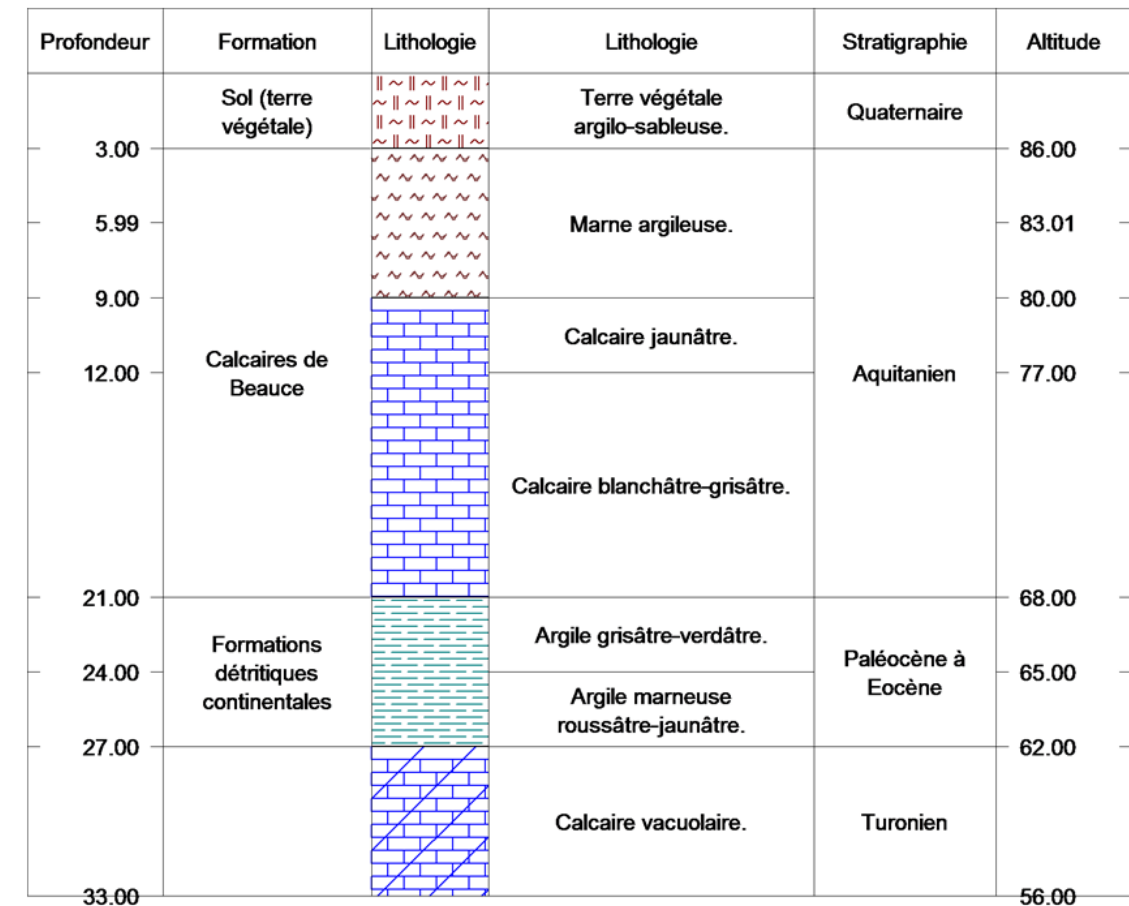 Profondeur Formation Lithologie Lithologie Stratigraphie Altitude
Sol (terre
végétale)
Terre végétale
argilo-sableuse.
Quaternaire
3.00 86.00
5.99 Marne argileuse. 83.01
9.00 80.00
Calcaire jaunâtre.
Calcaires de
Beauce
12.00 Aquitanien 77.00
Calcaire blanchâtre-grisâtre.
21.00 68.00
Argile grisâtre-verdâtre.
Formations
détritiques
continentales
Paléocène à
Eocène
24.00 65.00
Argile marneuse
roussâtre-jaunâtre.
27.00 62.00
Calcaire vacuolaire. Turonien
33.00 56.00